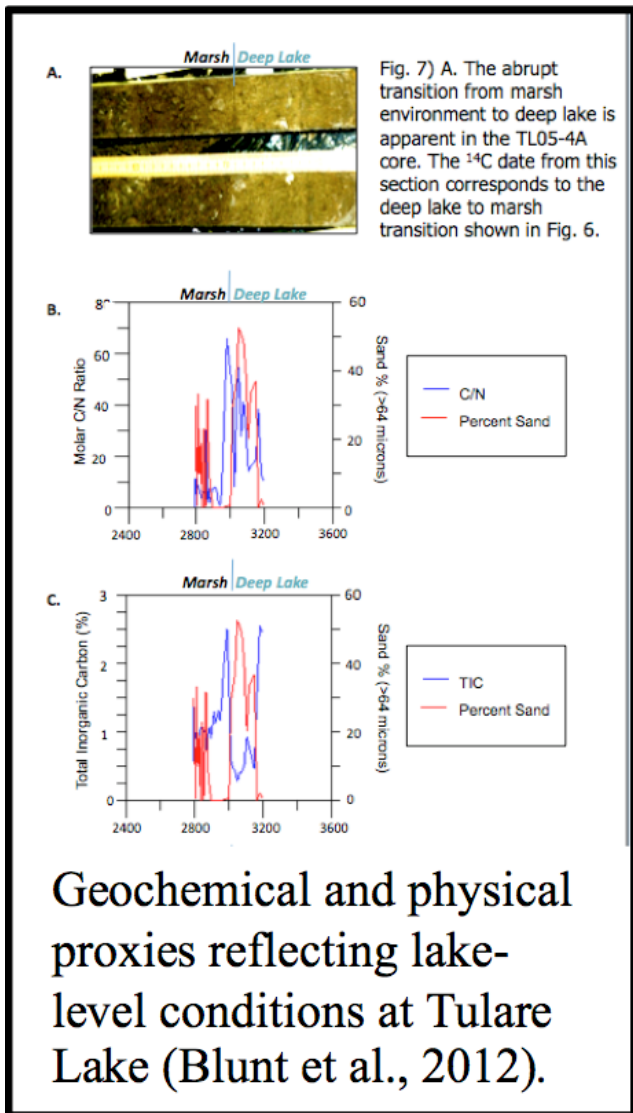 Marsh Deep Lake
A.
Fig. 7) A. The abrupt
transition from marsh
environment to deep lake is
apparent in the TL05-4A
core. The ¹⁴C date from this
section corresponds to the
deep lake to marsh
transition shown in Fig. 6.
Marsh Deep Lake
B.
Molar C/N Ratio
60
40
20
0
60
40
20
0
Sand % (>64 microns)
2400 2800 3200 3600
C/N
Percent Sand
Marsh Deep Lake
C.
Total Inorganic Carbon (%)
3
2
1
0
60
40
20
0
Sand % (>64 microns)
2400 2800 3200 3600
TIC
Percent Sand
Geochemical and physical
proxies reflecting lake-
level conditions at Tulare
Lake (Blunt et al., 2012).